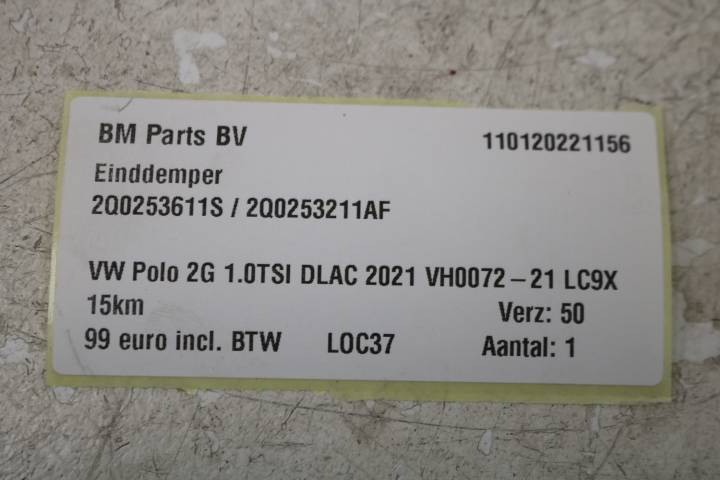 BM Parts BV 110120221156
Einddemper
2Q0253611S / 2Q0253211AF
VW Polo 2G 1.0TSI DLAC 2021 VH0072-21 LC9X
15km Verz: 50
99 euro incl. BTW LOC37 Aantal: 1